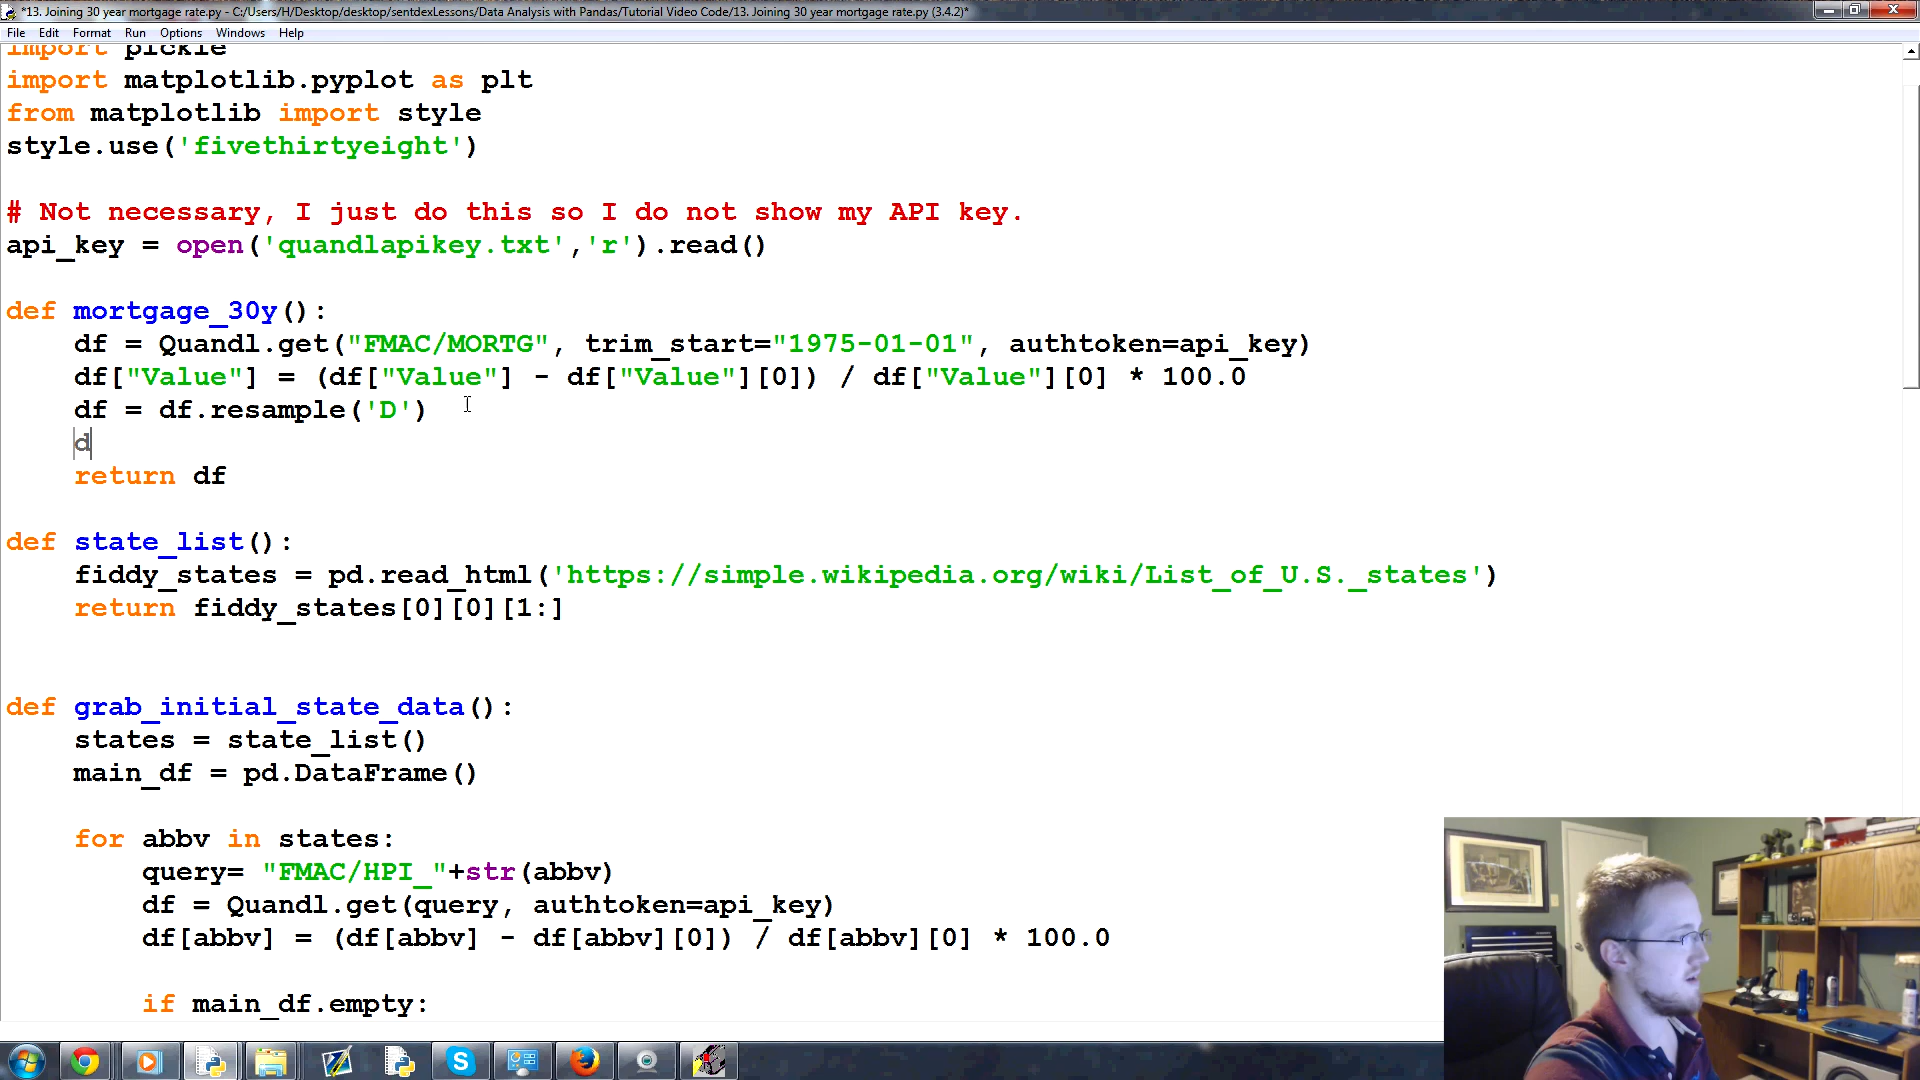 *13. Joining 30 year mortgage rate.py - C:/Users/H/Desktop/desktop/sentdexLessons/Data Analysis with Pandas/Tutorial Video Code/13. Joining 30 year mortgage rate.py (3.4.2)*
File Edit Format Run Options Windows Help
import pickle
import matplotlib.pyplot as plt
from matplotlib import style
style.use('fivethirtyeight')
# Not necessary, I just do this so I do not show my API key.
api_key = open('quandlapikey.txt','r').read()
def mortgage_30y():
df = Quandl.get("FMAC/MORTG", trim_start="1975-01-01", authtoken=api_key)
df["Value"] = (df["Value"] - df["Value"][0]) / df["Value"][0] * 100.0
df = df.resample('D')
d
return df
def state_list():
fiddy_states = pd.read_html('https://simple.wikipedia.org/wiki/List_of_U.S._states')
return fiddy_states[0][0][1:]
def grab_initial_state_data():
states = state_list()
main_df = pd.DataFrame()
for abbv in states:
query= "FMAC/HPI_"+str(abbv)
df = Quandl.get(query, authtoken=api_key)
df[abbv] = (df[abbv] - df[abbv][0]) / df[abbv][0] * 100.0
if main_df.empty: